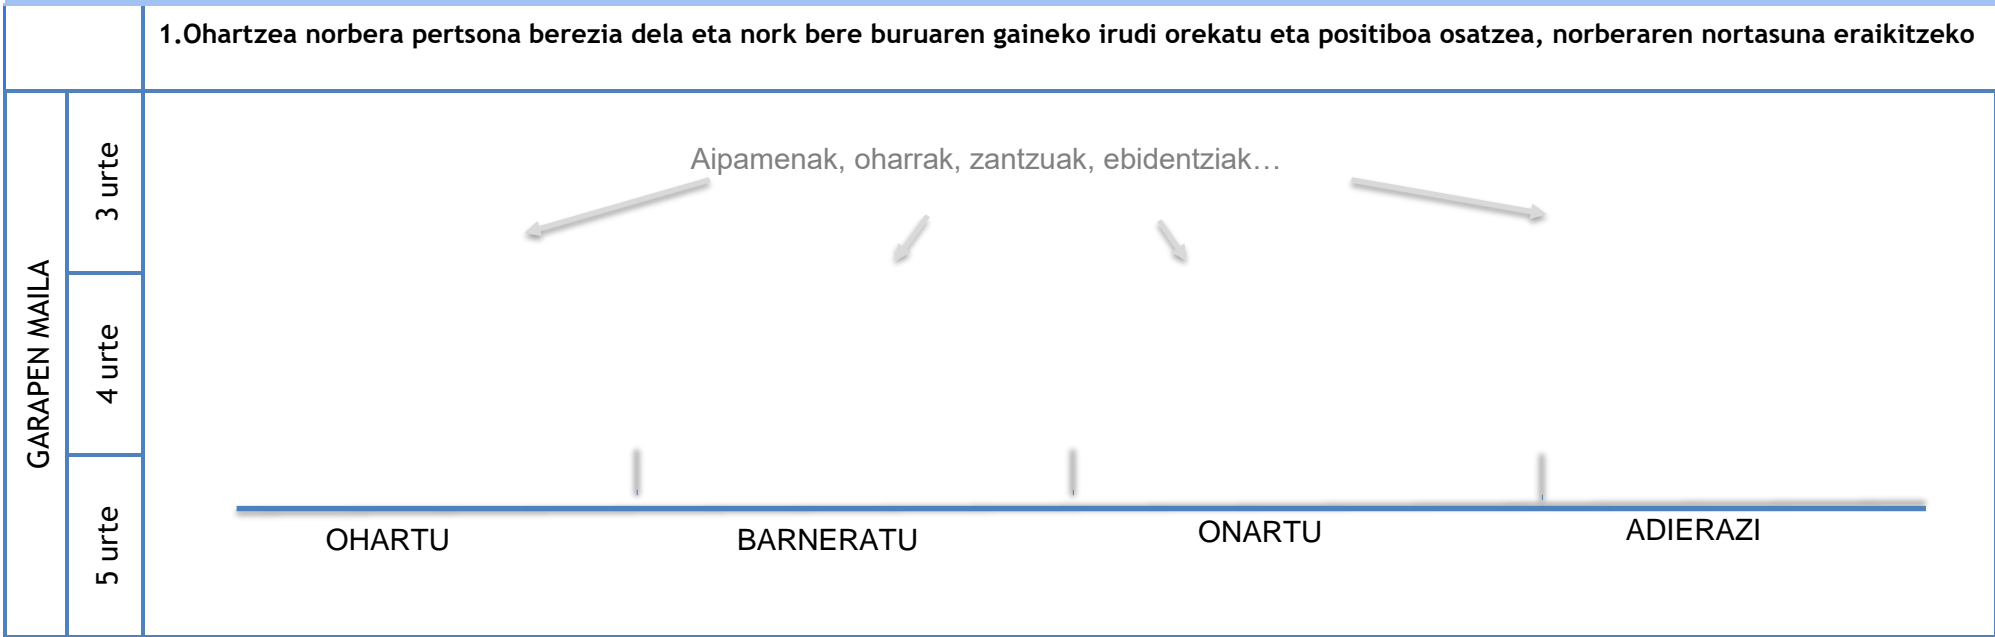 1.Ohartzea norbera pertsona berezia dela eta nork bere buruaren gaineko irudi orekatu eta positiboa osatzea, norberaren nortasuna eraikitzeko
GARAPEN MAILA
3 urte
4 urte
5 urte
Aipamenak, oharrak, zantzuak, ebidentziak…
OHARTU
BARNERATU
ONARTU
ADIERAZI